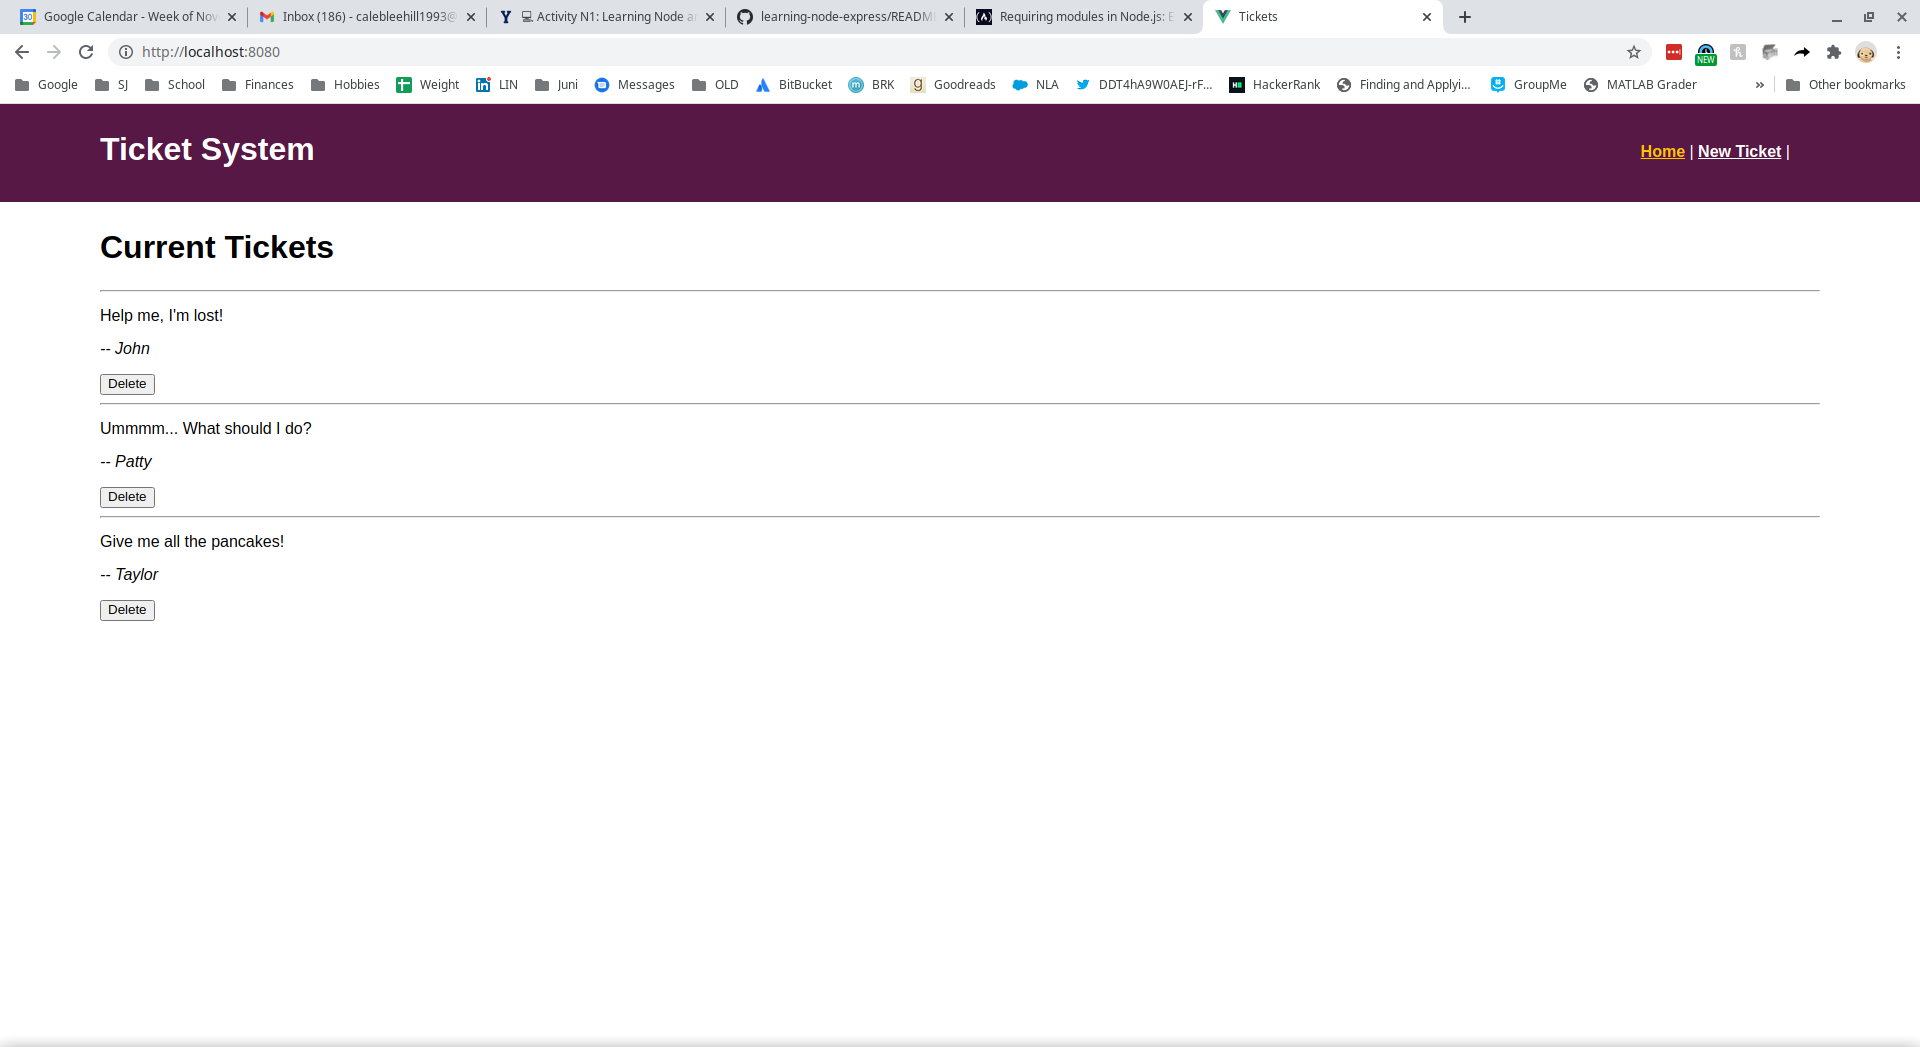 Google Calendar - Week of Nov
Inbox (186) - calebleehill1993@
Activity N1: Learning Node a
learning-node-express/READM
Requiring modules in Node.js: E
Tickets
http://localhost:8080
NEW
Google
SJ
School
Finances
Hobbies
Weight
LIN
Juni
Messages
OLD
BitBucket
BRK
Goodreads
NLA
DDT4hA9W0AEJ-rF...
HackerRank
Finding and Applyi...
GroupMe
MATLAB Grader
»
Other bookmarks
Ticket System
Home | New Ticket |
Current Tickets
Help me, I'm lost!
-- John
Delete
Ummmm... What should I do?
-- Patty
Delete
Give me all the pancakes!
-- Taylor
Delete